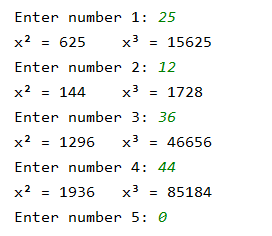 Enter number 1: 25
x² = 625    x³ = 15625
Enter number 2: 12
x² = 144    x³ = 1728
Enter number 3: 36
x² = 1296   x³ = 46656
Enter number 4: 44
x² = 1936   x³ = 85184
Enter number 5: 0